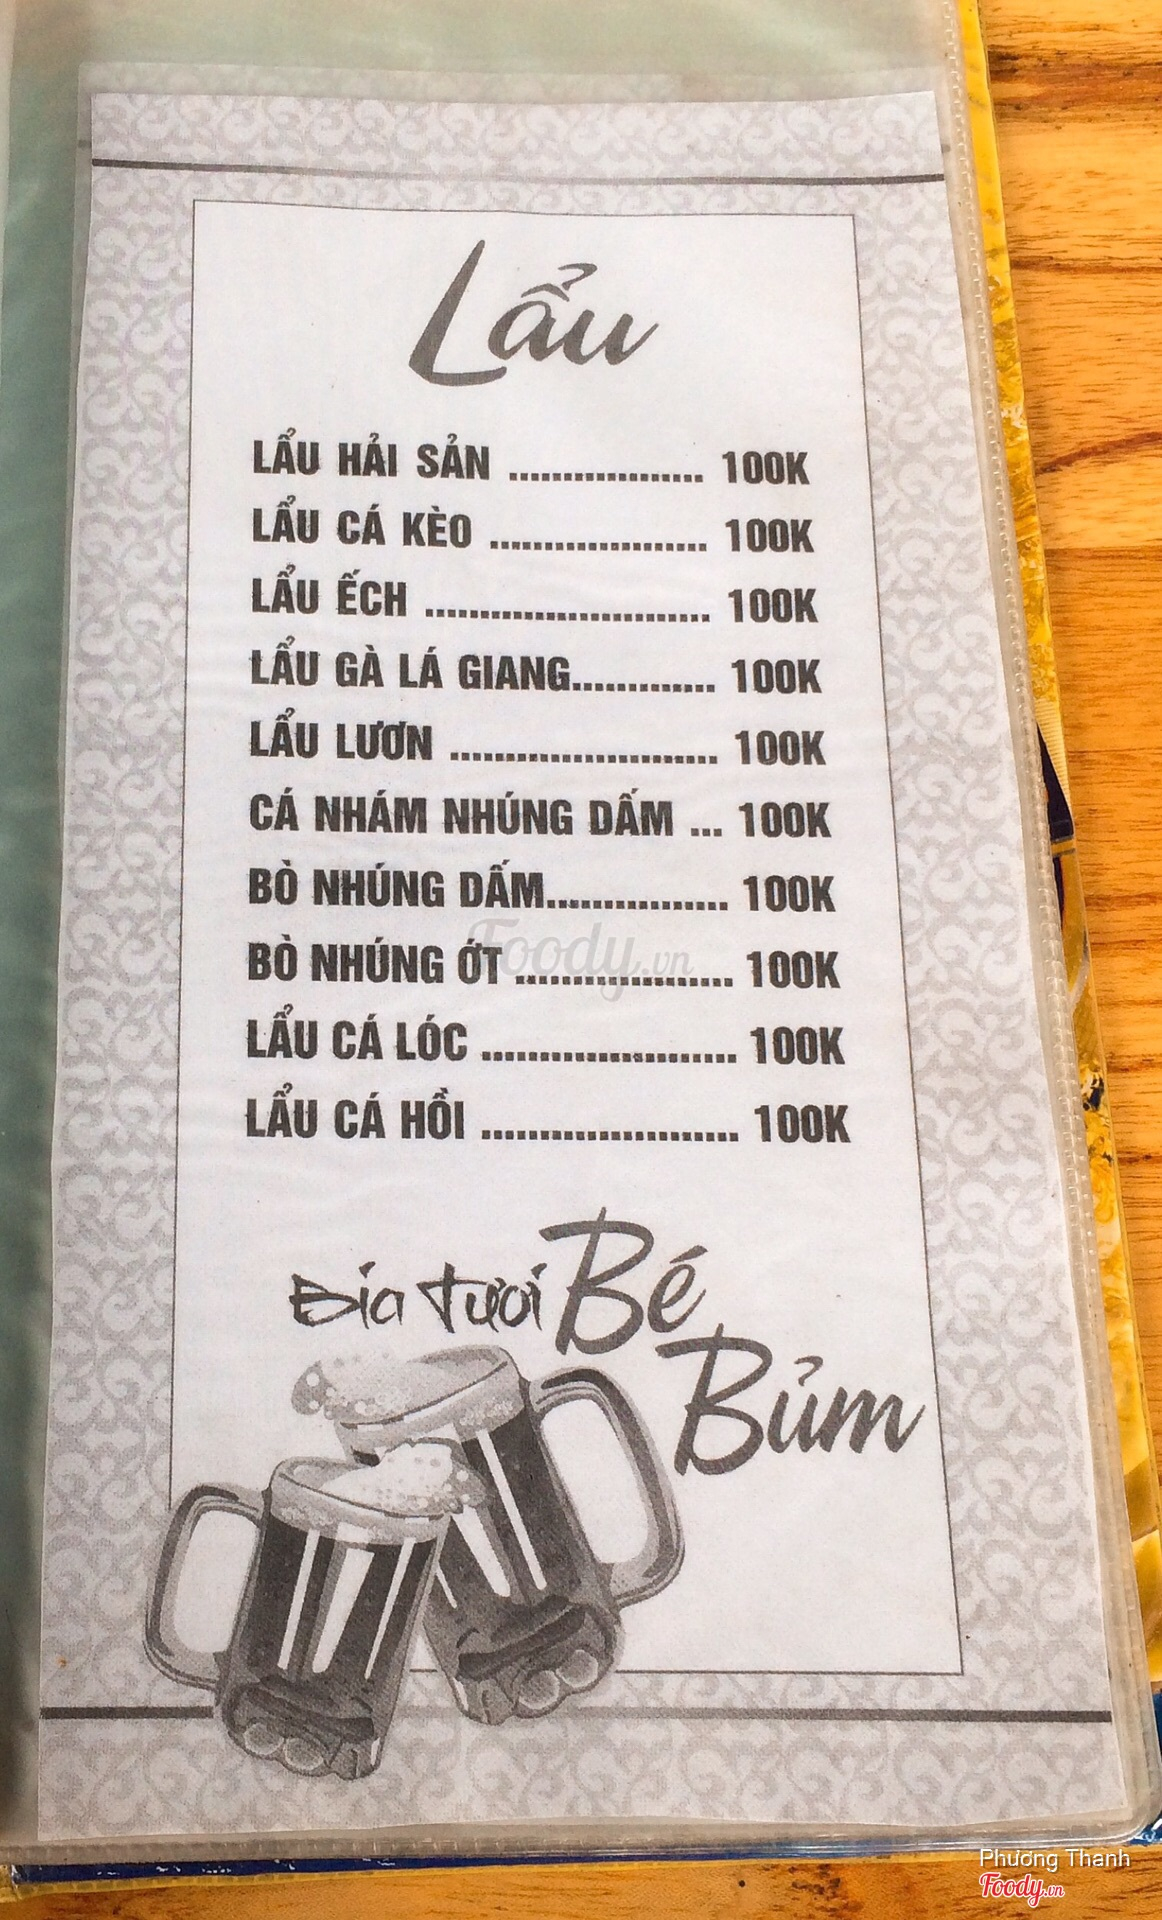 Lẩu
LẨU HẢI SẢN .................. 100K
LẨU CÁ KÈO .................... 100K
LẨU ẾCH .......................... 100K
LẨU GÀ LÁ GIANG............. 100K
LẨU LƯƠN ........................ 100K
CÁ NHÁM NHÚNG DẤM ... 100K
BÒ NHÚNG DẤM................ 100K
BÒ NHÚNG ỚT .................... 100K
LẨU CÁ LÓC ....................... 100K
LẨU CÁ HỒI ....................... 100K
Foody.vn
Bia tươi Bé
Bủm
Phương Thanh
Foody.vn